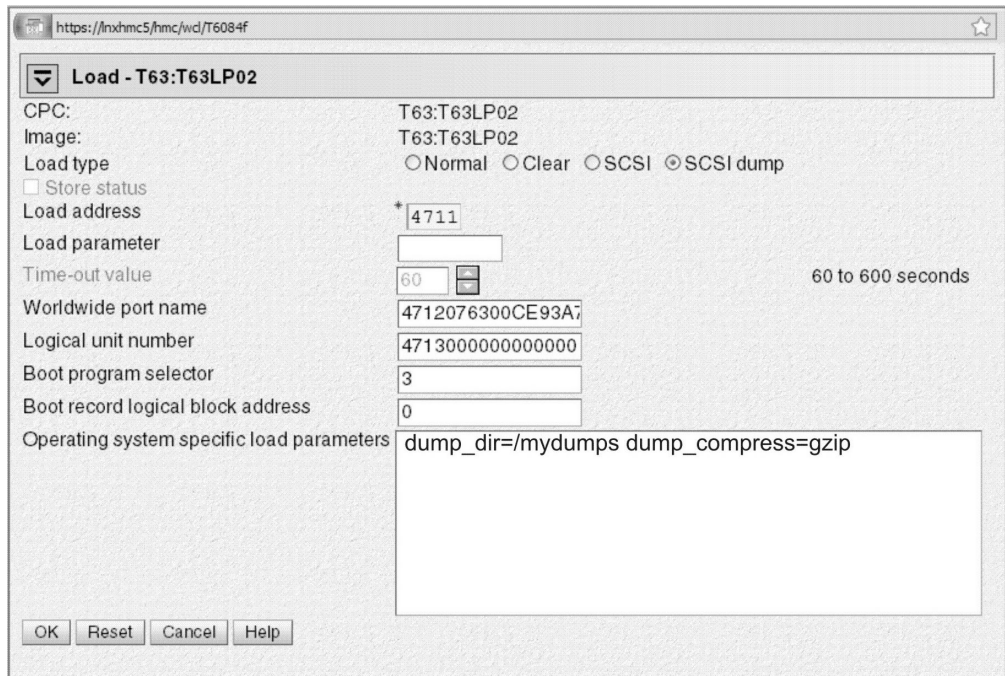 https://lnxhmc5/hmc/wcl/T6084f
Load - T63:T63LP02
CPC: T63:T63LP02
Image: T63:T63LP02
Load type Normal Clear SCSI SCSI dump
Store status
Load address * 4711
Load parameter
Time-out value 60 60 to 600 seconds
Worldwide port name 4712076300CE93A7
Logical unit number 4713000000000000
Boot program selector 3
Boot record logical block address 0
Operating system specific load parameters dump_dir=/mydumps dump_compress=gzip
OK Reset Cancel Help